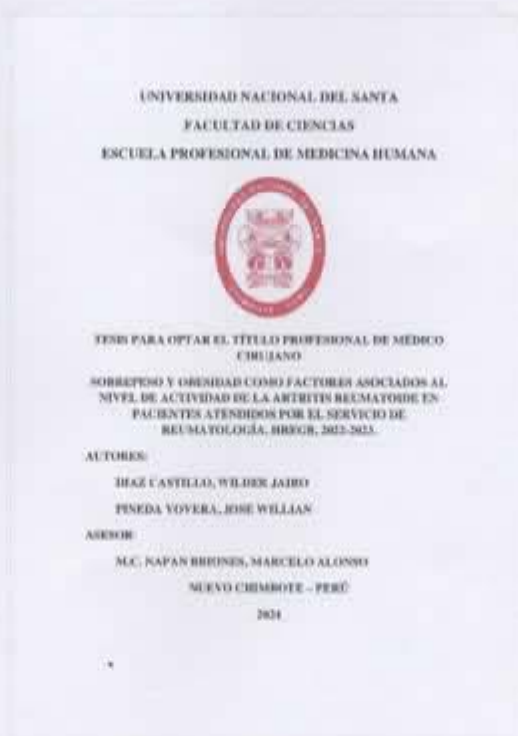 UNIVERSIDAD NACIONAL DEL SANTA
FACULTAD DE CIENCIAS
ESCUELA PROFESIONAL DE MEDICINA HUMANA
TESIS PARA OPTAR EL TÍTULO PROFESIONAL DE MÉDICO
CIRUJANO
SOBREPESO Y OBESIDAD COMO FACTORES ASOCIADOS AL
NIVEL DE ACTIVIDAD DE LA ARTRITIS REUMATOIDE EN
PACIENTES ATENDIDOS POR EL SERVICIO DE
REUMATOLOGÍA, HREGB, 2022-2023.
AUTORES:
DIAZ CASTILLO, WILDER JAIRO
PINEDA YOVERA, JOSE WILLIAN
ASESOR
M.C. NAPAN BRIONES, MARCELO ALONSO
NUEVO CHIMBOTE – PERÚ